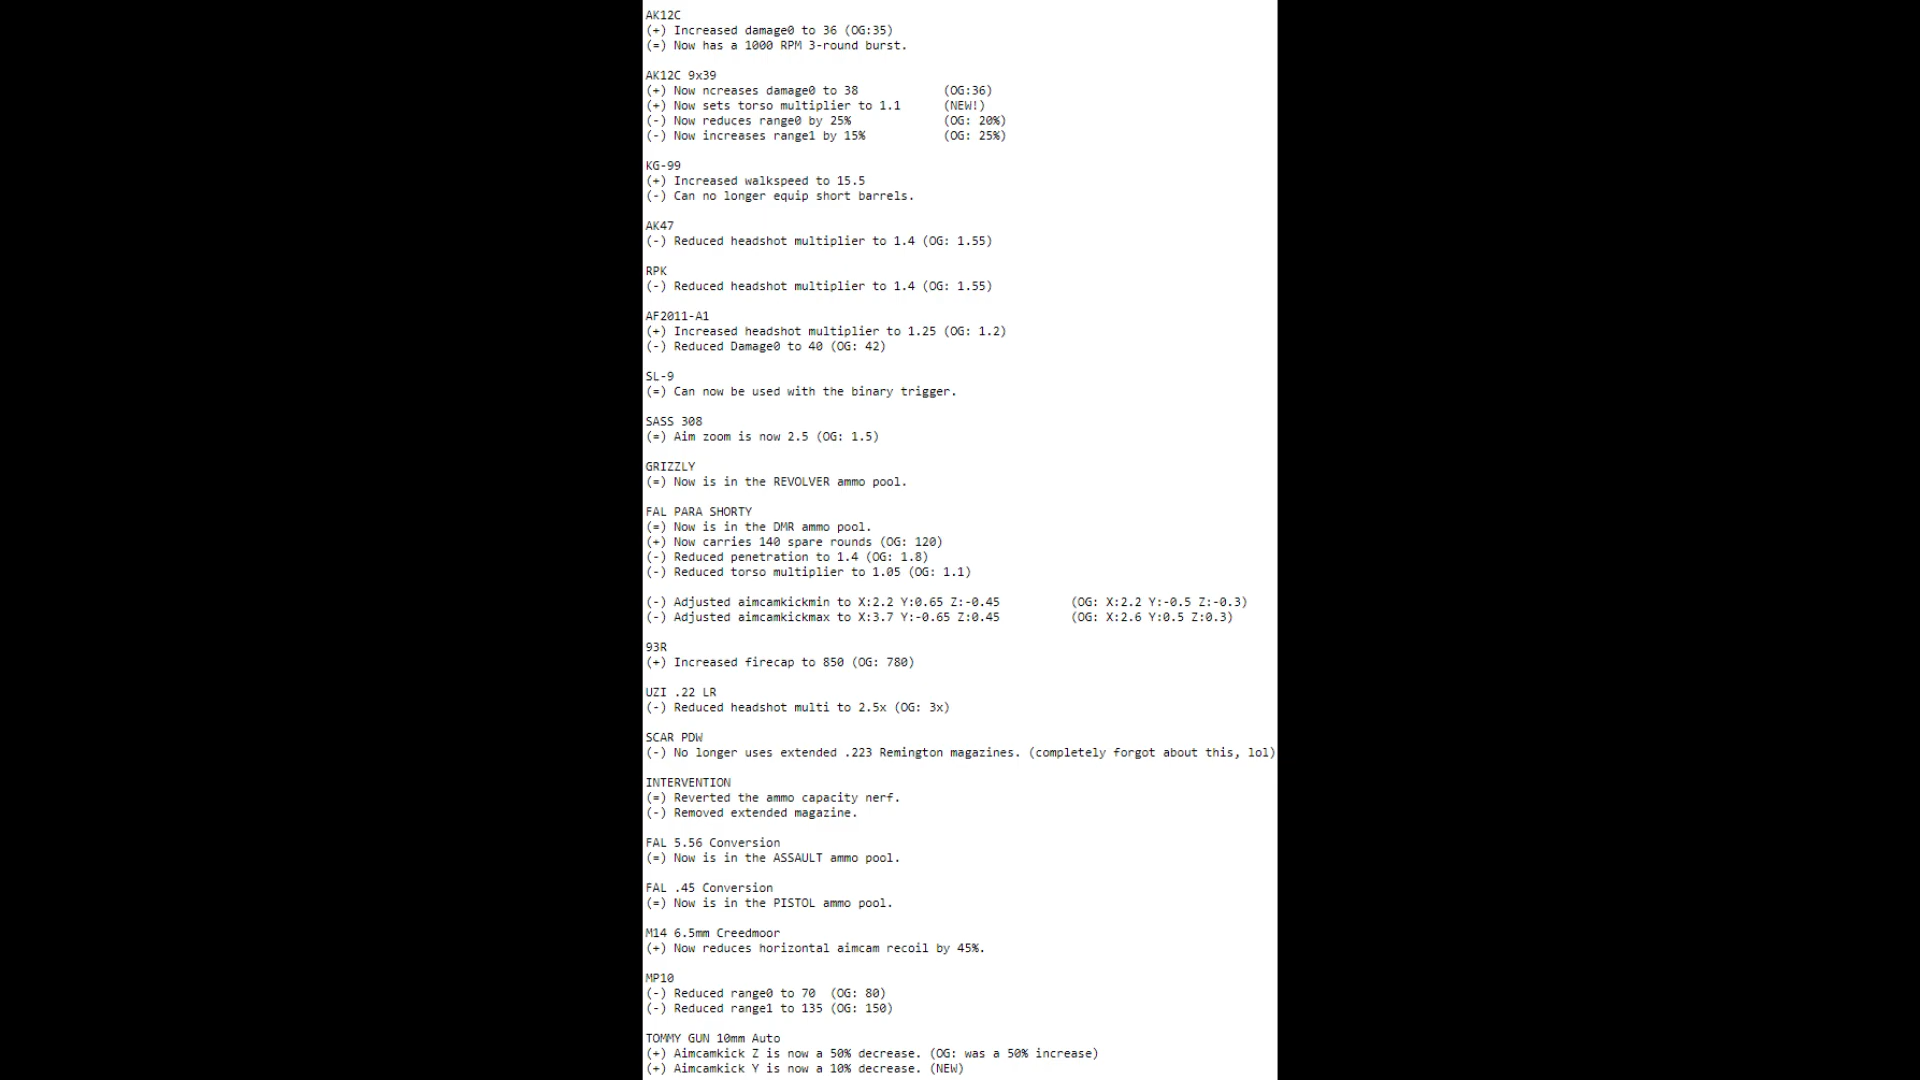 AK12C
(+) Increased damage0 to 36 (OG:35)
(=) Now has a 1000 RPM 3-round burst.
AK12C 9x39
(+) Now ncreases damage0 to 38 (OG:36)
(+) Now sets torso multiplier to 1.1 (NEW!)
(-) Now reduces range0 by 25% (OG: 20%)
(-) Now increases range1 by 15% (OG: 25%)
KG-99
(+) Increased walkspeed to 15.5
(-) Can no longer equip short barrels.
AK47
(-) Reduced headshot multiplier to 1.4 (OG: 1.55)
RPK
(-) Reduced headshot multiplier to 1.4 (OG: 1.55)
AF2011-A1
(+) Increased headshot multiplier to 1.25 (OG: 1.2)
(-) Reduced Damage0 to 40 (OG: 42)
SL-9
(=) Can now be used with the binary trigger.
SASS 308
(=) Aim zoom is now 2.5 (OG: 1.5)
GRIZZLY
(=) Now is in the REVOLVER ammo pool.
FAL PARA SHORTY
(=) Now is in the DMR ammo pool.
(+) Now carries 140 spare rounds (OG: 120)
(-) Reduced penetration to 1.4 (OG: 1.8)
(-) Reduced torso multiplier to 1.05 (OG: 1.1)
(-) Adjusted aimcamkickmin to X:2.2 Y:0.65 Z:-0.45 (OG: X:2.2 Y:-0.5 Z:-0.3)
(-) Adjusted aimcamkickmax to X:3.7 Y:-0.65 Z:0.45 (OG: X:2.6 Y:0.5 Z:0.3)
93R
(+) Increased firecap to 850 (OG: 780)
UZI .22 LR
(-) Reduced headshot multi to 2.5x (OG: 3x)
SCAR PDW
(-) No longer uses extended .223 Remington magazines. (completely forgot about this, lol)
INTERVENTION
(=) Reverted the ammo capacity nerf.
(-) Removed extended magazine.
FAL 5.56 Conversion
(=) Now is in the ASSAULT ammo pool.
FAL .45 Conversion
(=) Now is in the PISTOL ammo pool.
M14 6.5mm Creedmoor
(+) Now reduces horizontal aimcam recoil by 45%.
MP10
(-) Reduced range0 to 70 (OG: 80)
(-) Reduced range1 to 135 (OG: 150)
TOMMY GUN 10mm Auto
(+) Aimcamkick Z is now a 50% decrease. (OG: was a 50% increase)
(+) Aimcamkick Y is now a 10% decrease. (NEW)